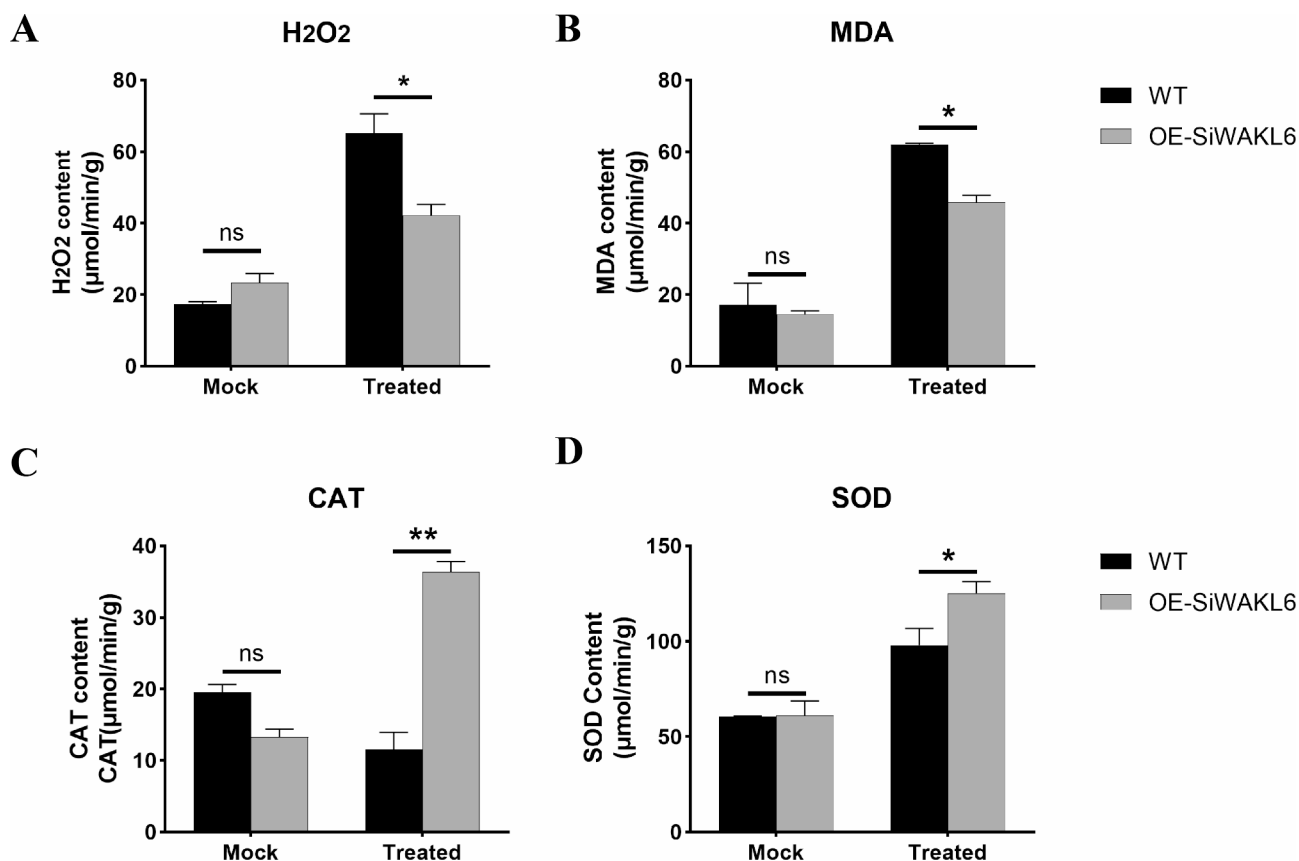 A
H2O2
H2O2 content
(µmol/min/g)
80
60
40
20
0
ns
*
Mock
Treated
B
MDA
MDA content
(µmol/min/g)
80
60
40
20
0
ns
*
Mock
Treated
WT
OE-SiWAKL6
C
CAT
CAT content
CAT(µmol/min/g)
40
30
20
10
0
ns
**
Mock
Treated
D
SOD
SOD Content
(µmol/min/g)
150
100
50
0
ns
*
Mock
Treated
WT
OE-SiWAKL6